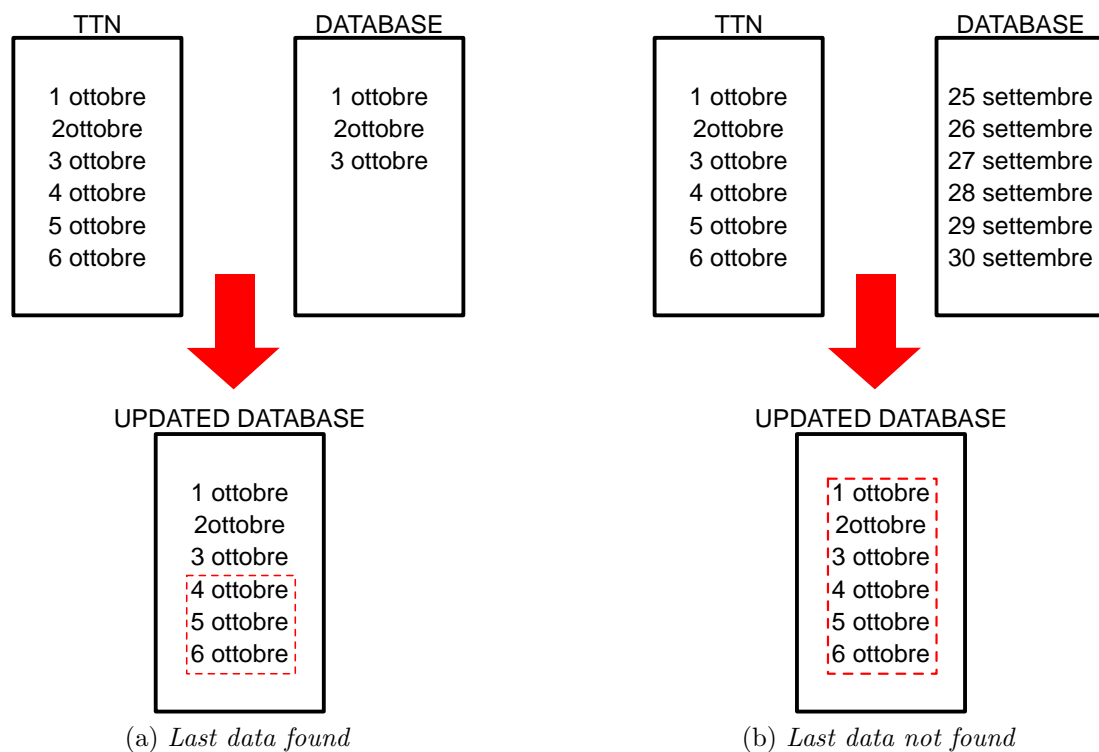 TTN
DATABASE
1 ottobre
2ottobre
3 ottobre
4 ottobre
5 ottobre
6 ottobre
1 ottobre
2ottobre
3 ottobre
UPDATED DATABASE
1 ottobre
2ottobre
3 ottobre
4 ottobre
5 ottobre
6 ottobre
(a) Last data found
TTN
DATABASE
1 ottobre
2ottobre
3 ottobre
4 ottobre
5 ottobre
6 ottobre
25 settembre
26 settembre
27 settembre
28 settembre
29 settembre
30 settembre
UPDATED DATABASE
1 ottobre
2ottobre
3 ottobre
4 ottobre
5 ottobre
6 ottobre
(b) Last data not found